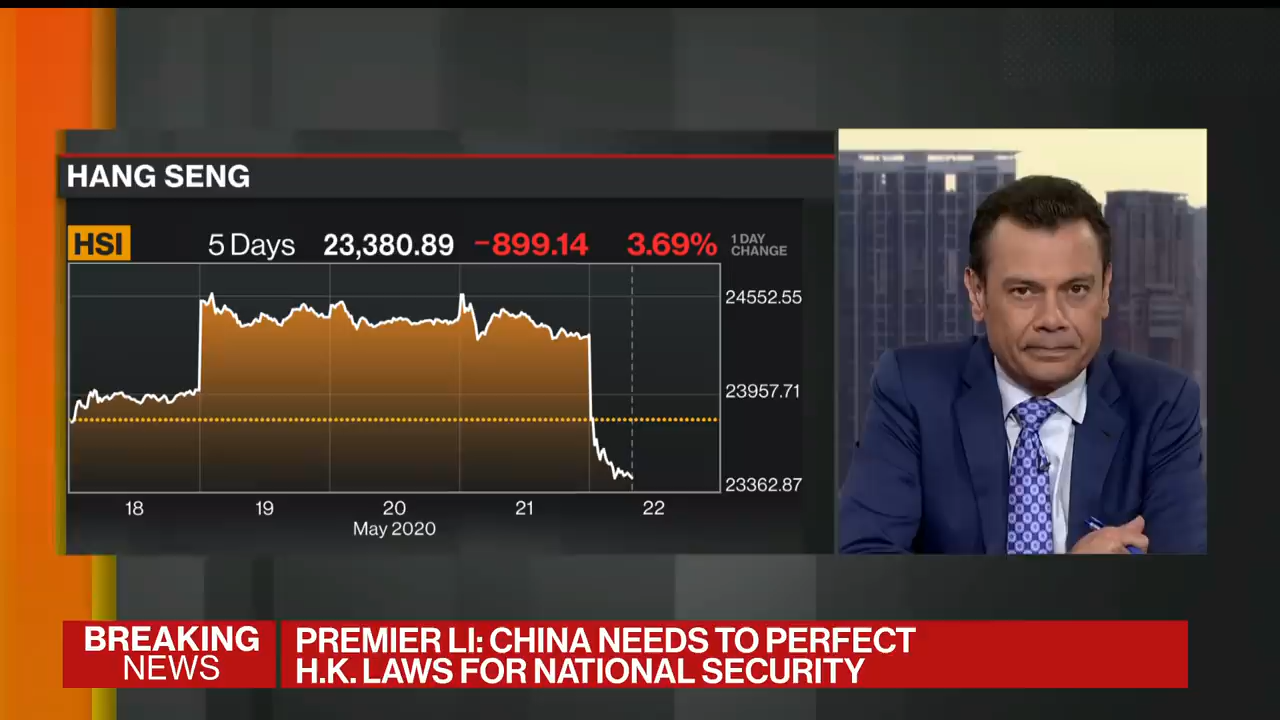 HANG SENG
HSI 5 Days 23,380.89 -899.14 3.69% 1 DAY CHANGE
24552.55
23957.71
23362.87
18 19 20 21 22
May 2020
BREAKING NEWS
PREMIER LI: CHINA NEEDS TO PERFECT
H.K. LAWS FOR NATIONAL SECURITY